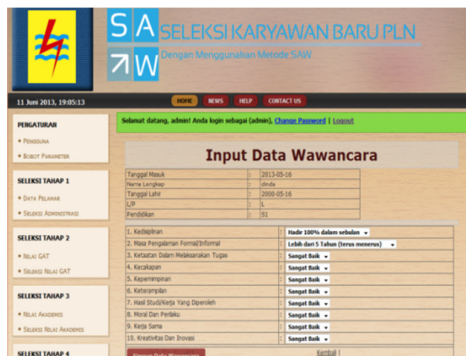 SAW
SELEKSI KARYAWAN BARU PLN
Dengan Menggunakan Metode SAW
11 Juni 2013, 19:05:13
HOME NEWS HELP CONTACT US
PENGATURAN
• Pengguna
• Bobot Parameter
SELEKSI TAHAP 1
• Data Pelamar
• Seleksi Administrasi
SELEKSI TAHAP 2
• Nilai GAT
• Seleksi Nilai GAT
SELEKSI TAHAP 3
• Nilai Akademis
• Seleksi Nilai Akademis
SELEKSI TAHAP 4
Selamat datang, admin! Anda login sebagai (admin), Change Password | Logout
Input Data Wawancara
Tanggal Masuk : 2013-05-16
Nama Lengkap : dinda
Tanggal Lahir : 2000-05-16
L/P : L
Pendidikan : S1
1. Kedisiplinan : Hadir 100% dalam sebulan
2. Masa Pengalaman Formal/Informal : Lebih dari 5 Tahun (terus menerus)
3. Ketaatan Dalam Melaksanakan Tugas : Sangat Baik
4. Kecakapan : Sangat Baik
5. Kepemimpinan : Sangat Baik
6. Keterampilan : Sangat Baik
7. Hasil Studi/Kerja Yang Diperoleh : Sangat Baik
8. Moral Dan Perilaku : Sangat Baik
9. Kerja Sama : Sangat Baik
10. Kreativitas Dan Inovasi : Sangat Baik
Simpan Data Wawancara
Kembali |